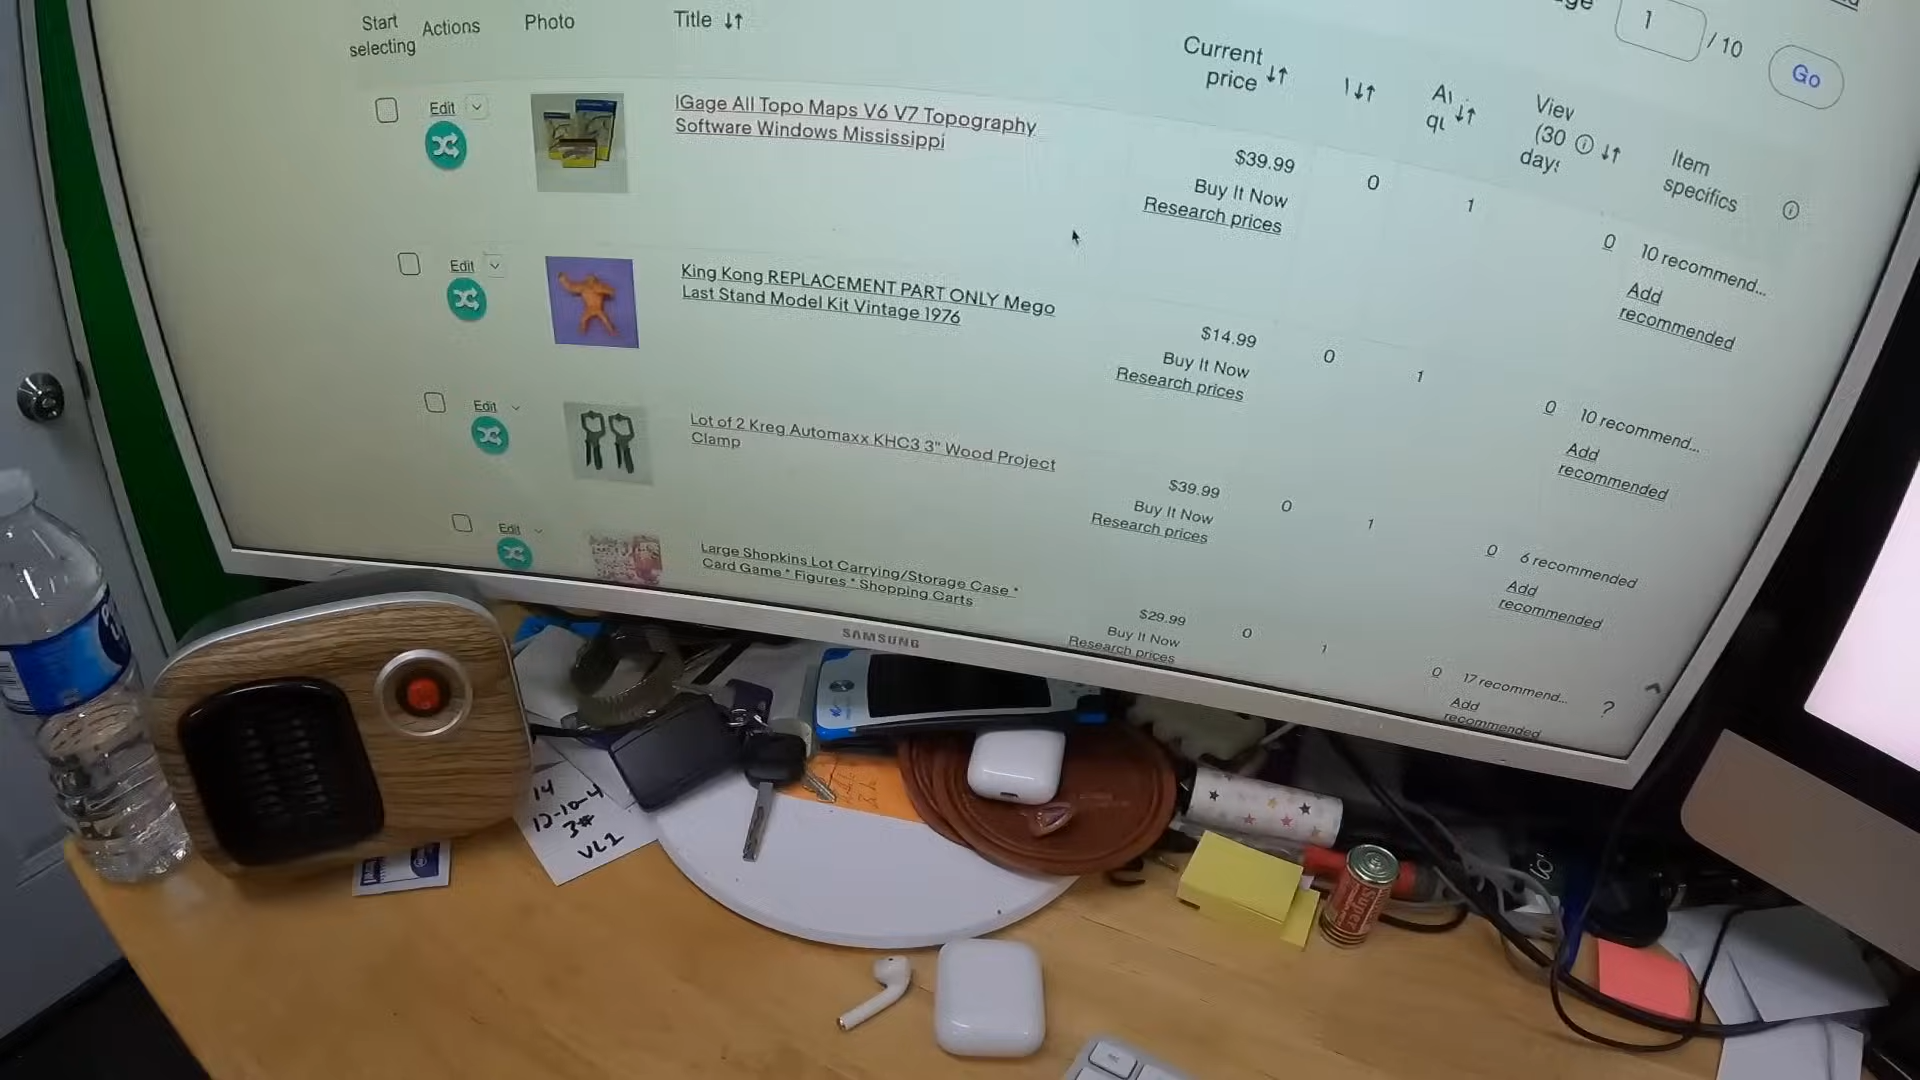 Start
selecting
Actions
Photo
Title
Current
price
View
(30
days
Item
specifics
1
/ 10
Go
Edit
IGage All Topo Maps V6 V7 Topography
Software Windows Mississippi
$39.99
Buy It Now
Research prices
0
1
0
10 recommend...
Add
recommended
Edit
King Kong REPLACEMENT PART ONLY Mego
Last Stand Model Kit Vintage 1976
$14.99
Buy It Now
Research prices
0
1
0
10 recommend...
Add
recommended
Edit
Lot of 2 Kreg Automaxx KHC3 3" Wood Project
Clamp
$39.99
Buy It Now
Research prices
0
1
0
6 recommended
Add
recommended
Edit
Large Shopkins Lot Carrying/Storage Case *
Card Game * Figures * Shopping Carts
$29.99
Buy It Now
Research prices
0
1
0
17 recommend...
Add
recommended
?
SAMSUNG
14
12-10-4
3#
VL1
esc